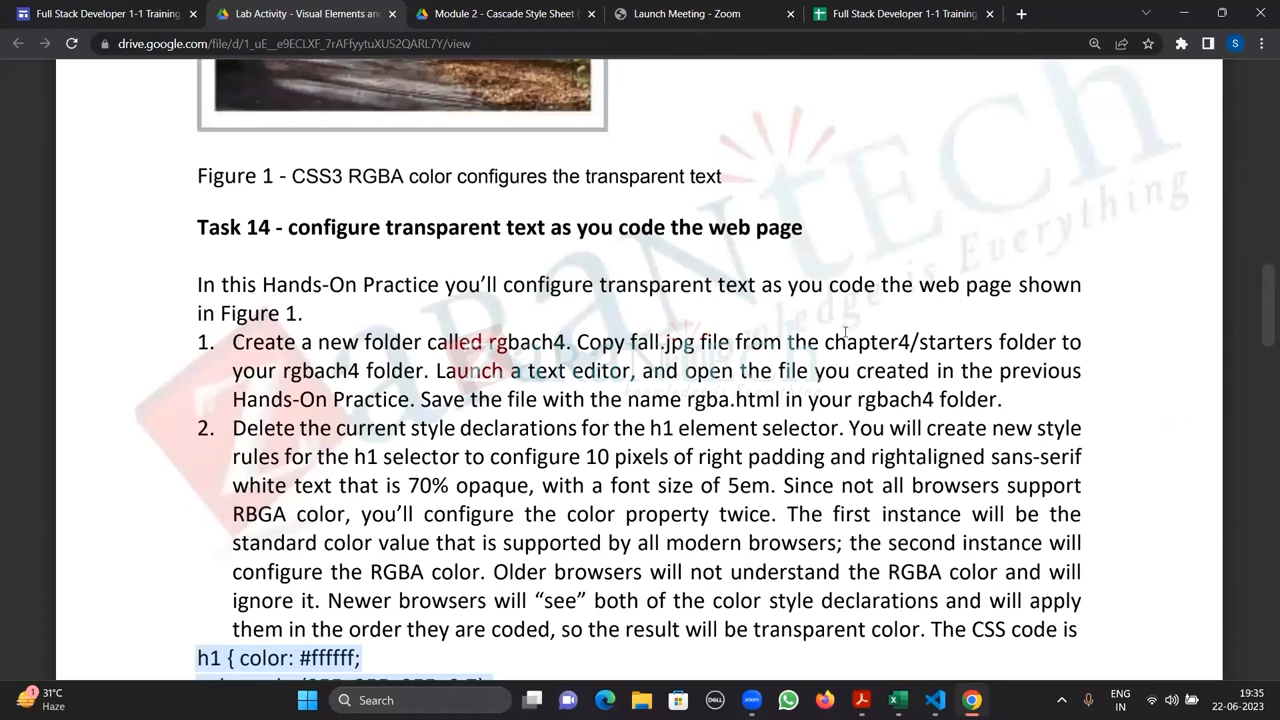 Full Stack Developer 1-1 Training
Lab Activity - Visual Elements and
Module 2 - Cascade Style Sheet (
Launch Meeting - Zoom
Full Stack Developer 1-1 Training
drive.google.com/file/d/1_uE__e9ECLXF_7rAFfyytuXUS2QARL7Y/view
S
Figure 1 - CSS3 RGBA color configures the transparent text
Task 14 - configure transparent text as you code the web page
In this Hands-On Practice you’ll configure transparent text as you code the web page shown
in Figure 1.
1. Create a new folder called rgbach4. Copy fall.jpg file from the chapter4/starters folder to
your rgbach4 folder. Launch a text editor, and open the file you created in the previous
Hands-On Practice. Save the file with the name rgba.html in your rgbach4 folder.
2. Delete the current style declarations for the h1 element selector. You will create new style
rules for the h1 selector to configure 10 pixels of right padding and rightaligned sans-serif
white text that is 70% opaque, with a font size of 5em. Since not all browsers support
RBGA color, you’ll configure the color property twice. The first instance will be the
standard color value that is supported by all modern browsers; the second instance will
configure the RGBA color. Older browsers will not understand the RGBA color and will
ignore it. Newer browsers will “see” both of the color style declarations and will apply
them in the order they are coded, so the result will be transparent color. The CSS code is
h1 { color: #ffffff;
ZaranTech
Knowledge is Everything
1
31°C
Haze
Search
DELL
zoom
ENG
IN
19:35
22-06-2023